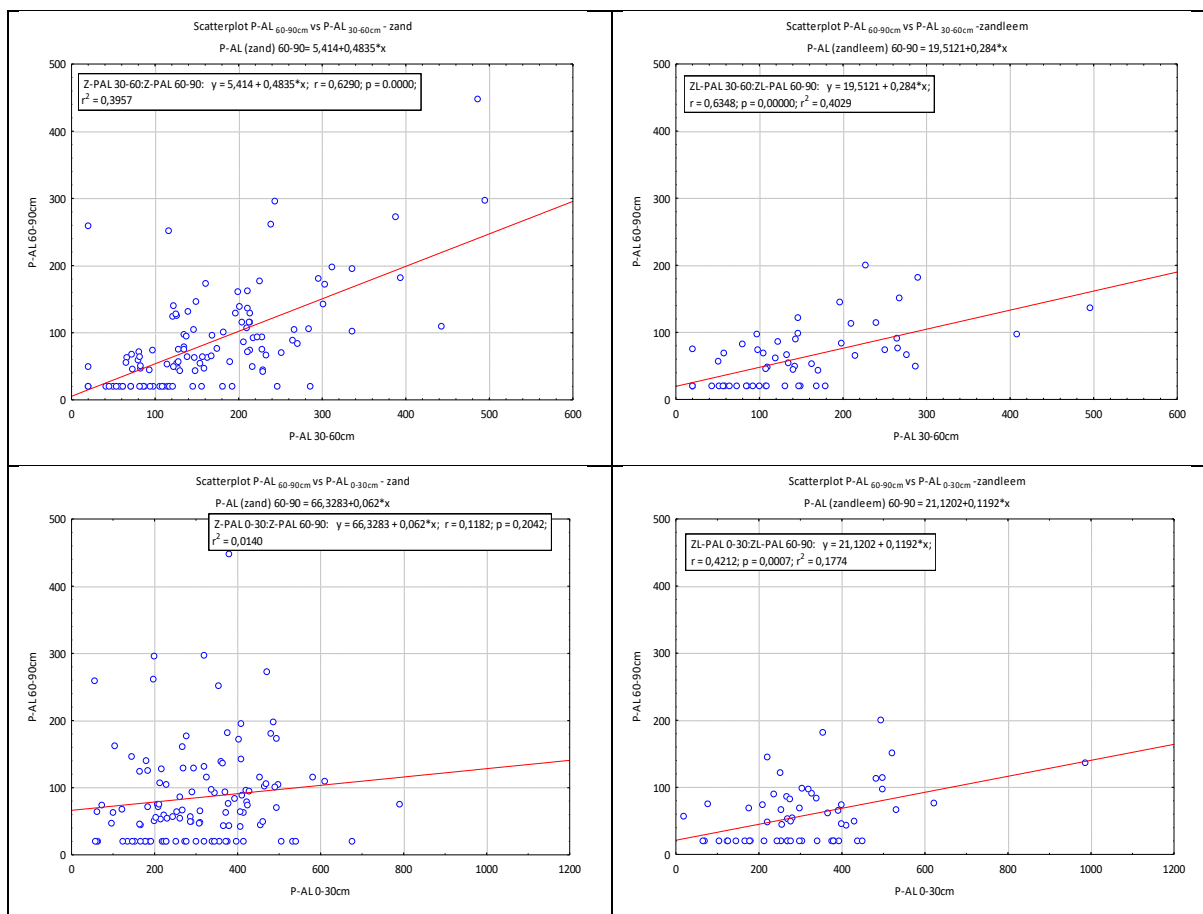 Scatterplot P-AL 60-90cm vs P-AL 30-60cm - zand
P-AL (zand) 60-90= 5,414+0,4835*x
Z-PAL 30-60:Z-PAL 60-90: y = 5,414 + 0,4835*x; r = 0,6290; p = 0.0000;
r² = 0,3957
500
400
300
200
100
0
P-AL 60-90cm
0 100 200 300 400 500 600
P-AL 30-60cm
Scatterplot P-AL 60-90cm vs P-AL 30-60cm - zandleem
P-AL (zandleem) 60-90 = 19,5121+0,284*x
ZL-PAL 30-60:ZL-PAL 60-90: y = 19,5121 + 0,284*x;
r = 0,6348; p = 0,00000; r² = 0,4029
500
400
300
200
100
0
P-AL 60-90cm
0 100 200 300 400 500 600
P-AL 30-60cm
Scatterplot P-AL 60-90cm vs P-AL 0-30cm - zand
P-AL (zand) 60-90 = 66,3283+0,062*x
Z-PAL 0-30:Z-PAL 60-90: y = 66,3283 + 0,062*x; r = 0,1182; p = 0,2042;
r² = 0,0140
500
400
300
200
100
0
P-AL 60-90cm
0 200 400 600 800 1000 1200
P-AL 0-30cm
Scatterplot P-AL 60-90cm vs P-AL 0-30cm -zandleem
P-AL (zandleem) 60-90 = 21,1202+0,1192*x
ZL-PAL 0-30:ZL-PAL 60-90: y = 21,1202 + 0,1192*x;
r = 0,4212; p = 0,0007; r² = 0,1774
500
400
300
200
100
0
P-AL 60-90cm
0 200 400 600 800 1000 1200
P-AL 0-30cm